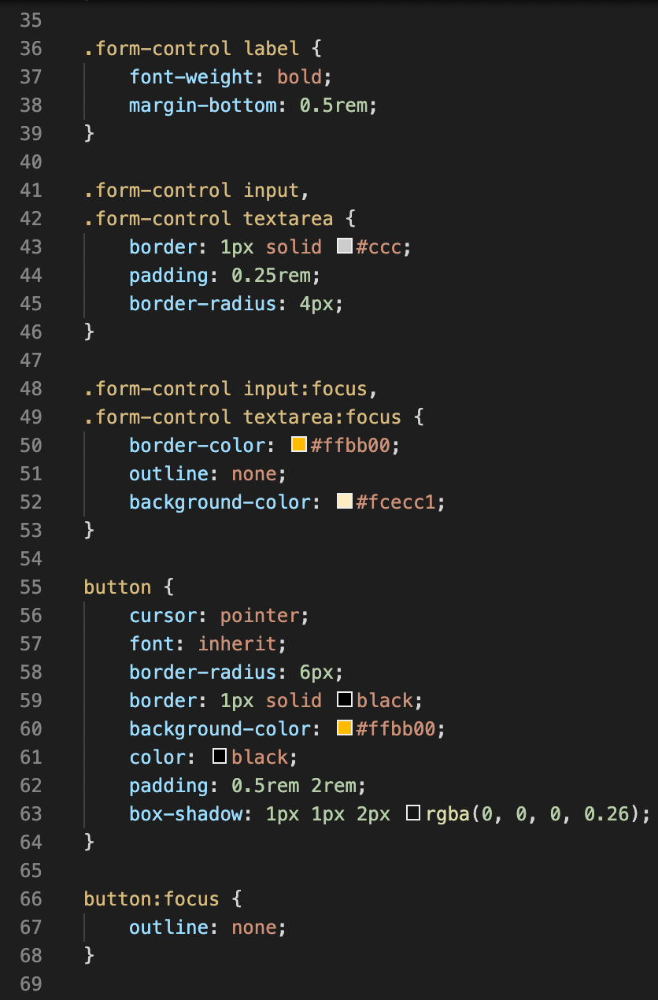 35
36 .form-control label {
37     font-weight: bold;
38     margin-bottom: 0.5rem;
39 }
40
41 .form-control input,
42 .form-control textarea {
43     border: 1px solid #ccc;
44     padding: 0.25rem;
45     border-radius: 4px;
46 }
47
48 .form-control input:focus,
49 .form-control textarea:focus {
50     border-color: #ffbb00;
51     outline: none;
52     background-color: #fcecc1;
53 }
54
55 button {
56     cursor: pointer;
57     font: inherit;
58     border-radius: 6px;
59     border: 1px solid black;
60     background-color: #ffbb00;
61     color: black;
62     padding: 0.5rem 2rem;
63     box-shadow: 1px 1px 2px rgba(0, 0, 0, 0.26);
64 }
65
66 button:focus {
67     outline: none;
68 }
69